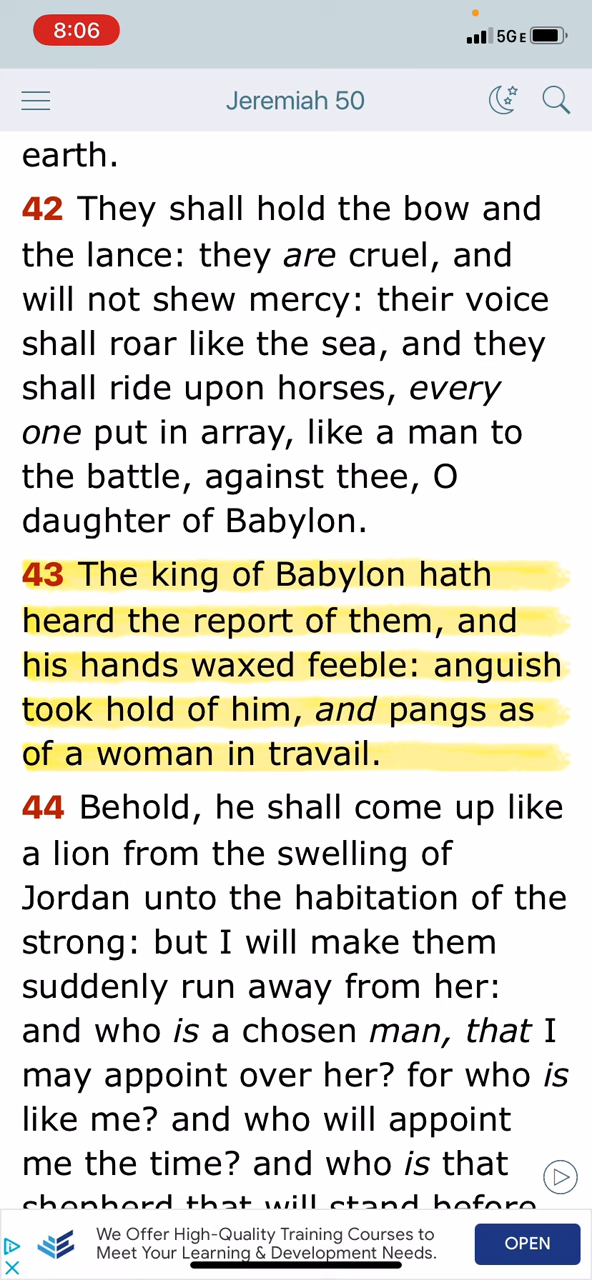 8:06
5GE
Jeremiah 50
earth.
42 They shall hold the bow and
the lance: they are cruel, and
will not shew mercy: their voice
shall roar like the sea, and they
shall ride upon horses, every
one put in array, like a man to
the battle, against thee, O
daughter of Babylon.
43 The king of Babylon hath
heard the report of them, and
his hands waxed feeble: anguish
took hold of him, and pangs as
of a woman in travail.
44 Behold, he shall come up like
a lion from the swelling of
Jordan unto the habitation of the
strong: but I will make them
suddenly run away from her:
and who is a chosen man, that I
may appoint over her? for who is
like me? and who will appoint
me the time? and who is that
shepherd that will stand before
We Offer High-Quality Training Courses to
Meet Your Learning & Development Needs.
OPEN